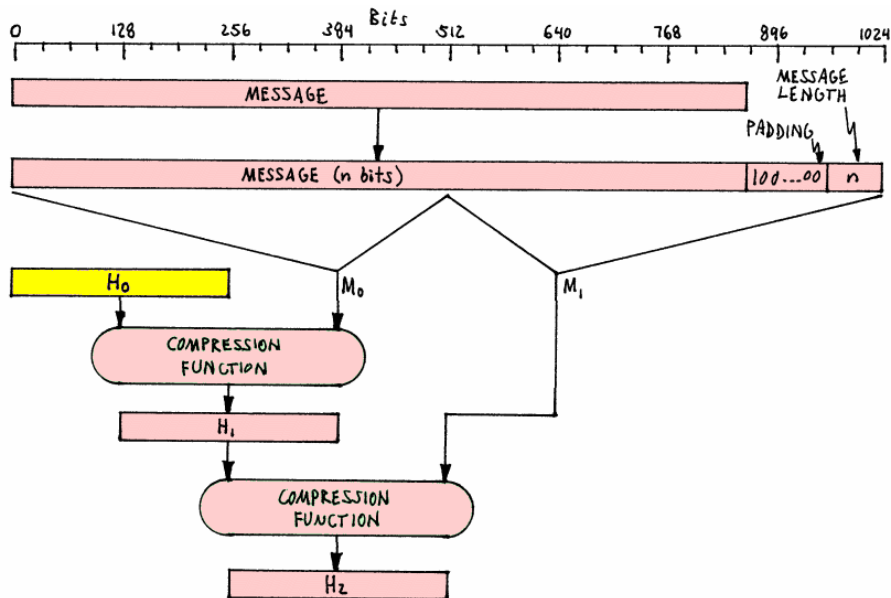 Bits
0 128 256 384 512 640 768 896 1024
MESSAGE
MESSAGE
LENGTH
PADDING
MESSAGE (n bits)
100...00
n
H₀
M₀
M₁
COMPRESSION
FUNCTION
H₁
COMPRESSION
FUNCTION
H₂